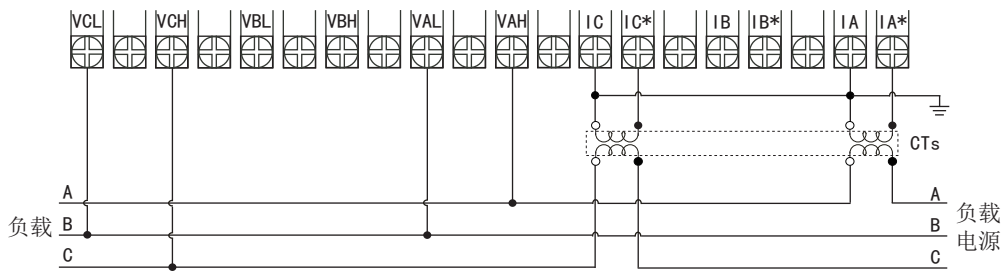 VCL VCH VBL VBH VAL VAH IC IC* IB IB* IA IA*
CTs
A
负载 B
C
A
B
C
负载
电源